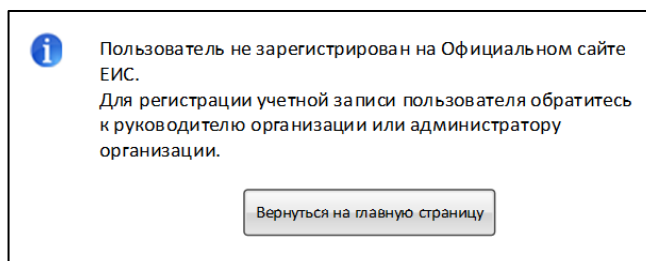 Пользователь не зарегистрирован на Официальном сайте
ЕИС.
Для регистрации учетной записи пользователя обратитесь
к руководителю организации или администратору
организации.
Вернуться на главную страницу